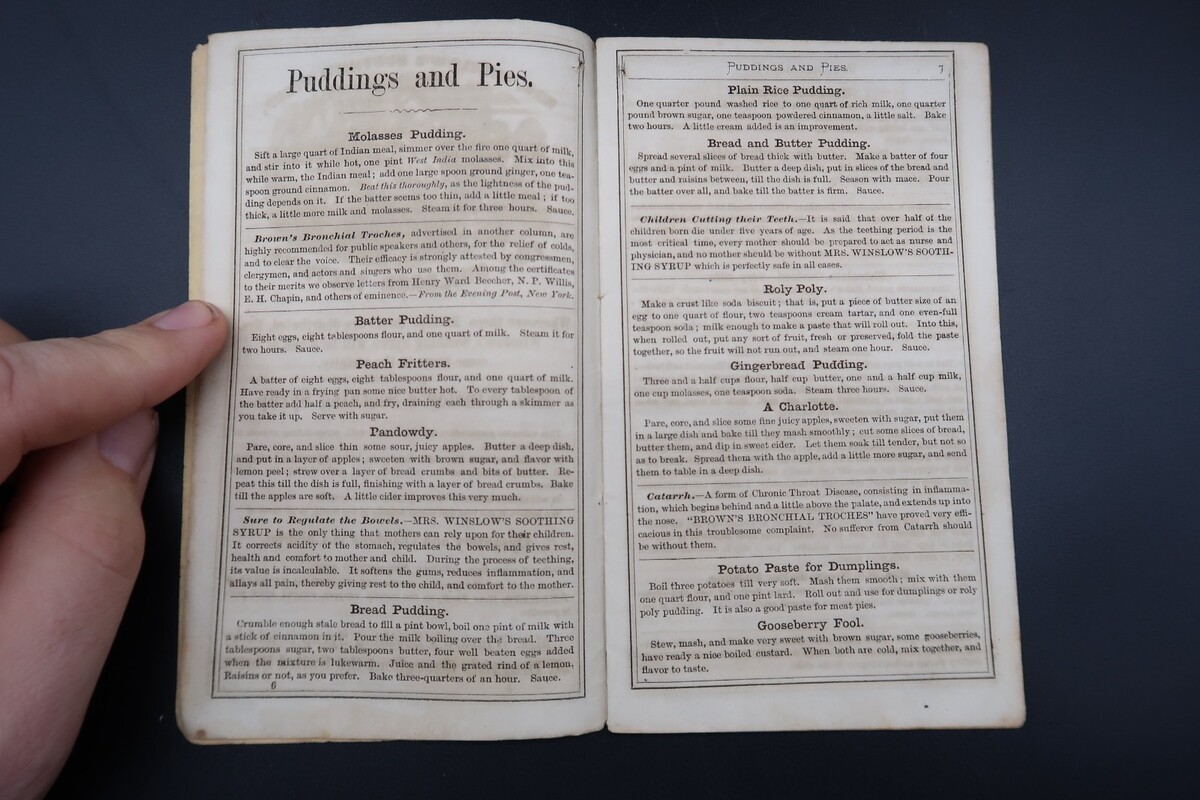 Puddings and Pies.
Molasses Pudding.
Sift a large quart of Indian meal, simmer over the fire one quart of milk,
and stir into it while hot, one pint West India molasses. Mix into this
while warm, the Indian meal; add one large spoon ground ginger, one tea-
spoon ground cinnamon. Beat this thoroughly, as the lightness of the pud-
ding depends on it. If the batter seems too thin, add a little meal; if too
thick, a little more milk and molasses. Steam it for three hours. Sauce.
Brown's Bronchial Troches, advertised in another column, are
highly recommended for public speakers and others, for the relief of colds,
and to clear the voice. Their efficacy is strongly attested by congressmen,
clergymen, and actors and singers who use them. Among the certificates
to their merits we observe letters from Henry Ward Beecher, N. P. Willis,
E. H. Chapin, and others of eminence.—From the Evening Post, New York.
Batter Pudding.
Eight eggs, eight tablespoons flour, and one quart of milk. Steam it for
two hours. Sauce.
Peach Fritters.
A batter of eight eggs, eight tablespoons flour, and one quart of milk.
Have ready in a frying pan some nice butter hot. To every tablespoon of
the batter add half a peach, and fry, draining each through a skimmer as
you take it up. Serve with sugar.
Pandowdy.
Pare, core, and slice thin some sour, juicy apples. Butter a deep dish,
and put in a layer of apples; sweeten with brown sugar, and flavor with
lemon peel; strew over a layer of bread crumbs and bits of butter. Re-
peat this till the dish is full, finishing with a layer of bread crumbs. Bake
till the apples are soft. A little cider improves this very much.
Sure to Regulate the Bowels.—MRS. WINSLOW'S SOOTHING
SYRUP is the only thing that mothers can rely upon for their children.
It corrects acidity of the stomach, regulates the bowels, and gives rest,
health and comfort to mother and child. During the process of teething,
its value is incalculable. It softens the gums, reduces inflammation, and
allays all pain, thereby giving rest to the child, and comfort to the mother.
Bread Pudding.
Crumble enough stale bread to fill a pint bowl, boil one pint of milk with
a stick of cinnamon in it. Pour the milk boiling over the bread. Three
tablespoons sugar, two tablespoons butter, four well beaten eggs added
when the mixture is lukewarm. Juice and the grated rind of a lemon.
Raisins or not, as you prefer. Bake three-quarters of an hour. Sauce.
6
PUDDINGS AND PIES. 7
Plain Rice Pudding.
One quarter pound washed rice to one quart of rich milk, one quarter
pound brown sugar, one teaspoon powdered cinnamon, a little salt. Bake
two hours. A little cream added is an improvement.
Bread and Butter Pudding.
Spread several slices of bread thick with butter. Make a batter of four
eggs and a pint of milk. Butter a deep dish, put in slices of the bread and
butter and raisins between, till the dish is full. Season with mace. Pour
the batter over all, and bake till the batter is firm. Sauce.
Children Cutting their Teeth.—It is said that over half of the
children born die under five years of age. As the teething period is the
most critical time, every mother should be prepared to act as nurse and
physician, and no mother should be without MRS. WINSLOW'S SOOTH-
ING SYRUP which is perfectly safe in all cases.
Roly Poly.
Make a crust like soda biscuit; that is, put a piece of butter size of an
egg to one quart of flour, two teaspoons cream tartar, and one even-full
teaspoon soda; milk enough to make a paste that will roll out. Into this,
when rolled out, put any sort of fruit, fresh or preserved, fold the paste
together, so the fruit will not run out, and steam one hour. Sauce.
Gingerbread Pudding.
Three and a half cups flour, half cup butter, one and a half cup milk,
one cup molasses, one teaspoon soda. Steam three hours. Sauce.
A Charlotte.
Pare, core, and slice some fine juicy apples, sweeten with sugar, put them
in a large dish and bake till they mash smoothly; cut some slices of bread,
butter them, and dip in sweet cider. Let them soak till tender, but not so
as to break. Spread them with the apple, add a little more sugar, and send
them to table in a deep dish.
Catarrh.—A form of Chronic Throat Disease, consisting in inflamma-
tion, which begins behind and a little above the palate, and extends up into
the nose. "BROWN'S BRONCHIAL TROCHES" have proved very effi-
cacious in this troublesome complaint. No sufferer from Catarrh should
be without them.
Potato Paste for Dumplings.
Boil three potatoes till very soft. Mash them smooth; mix with them
one quart flour, and one pint lard. Roll out and use for dumplings or roly
poly pudding. It is also a good paste for meat pies.
Gooseberry Fool.
Stew, mash, and make very sweet with brown sugar, some gooseberries,
have ready a nice boiled custard. When both are cold, mix together, and
flavor to taste.